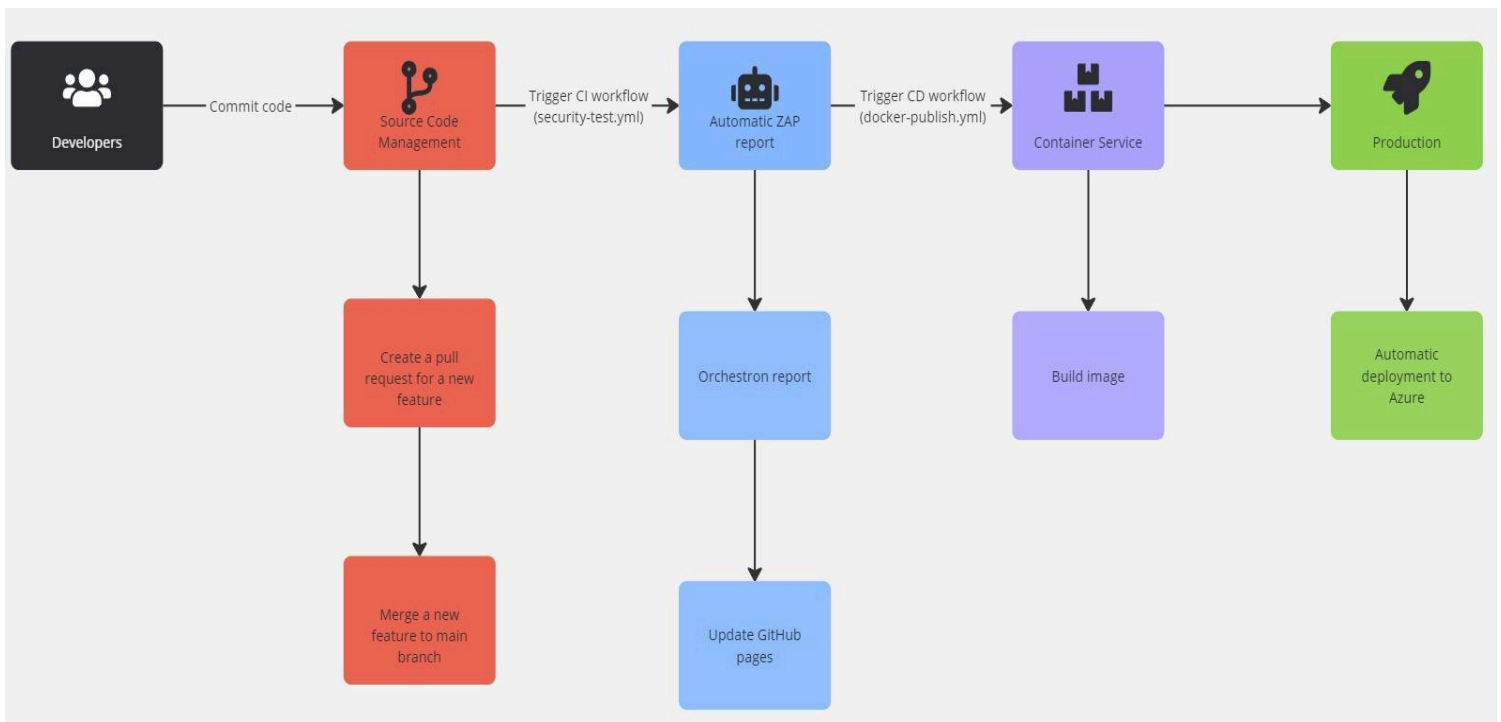 Developers
Commit code
Source Code
Management
Trigger CI workflow
(security-test.yml)
Automatic ZAP
report
Trigger CD workflow
(docker-publish.yml)
Container Service
Production
Create a pull
request for a new
feature
Orchestron report
Build image
Automatic
deployment to
Azure
Merge a new
feature to main
branch
Update GitHub
pages